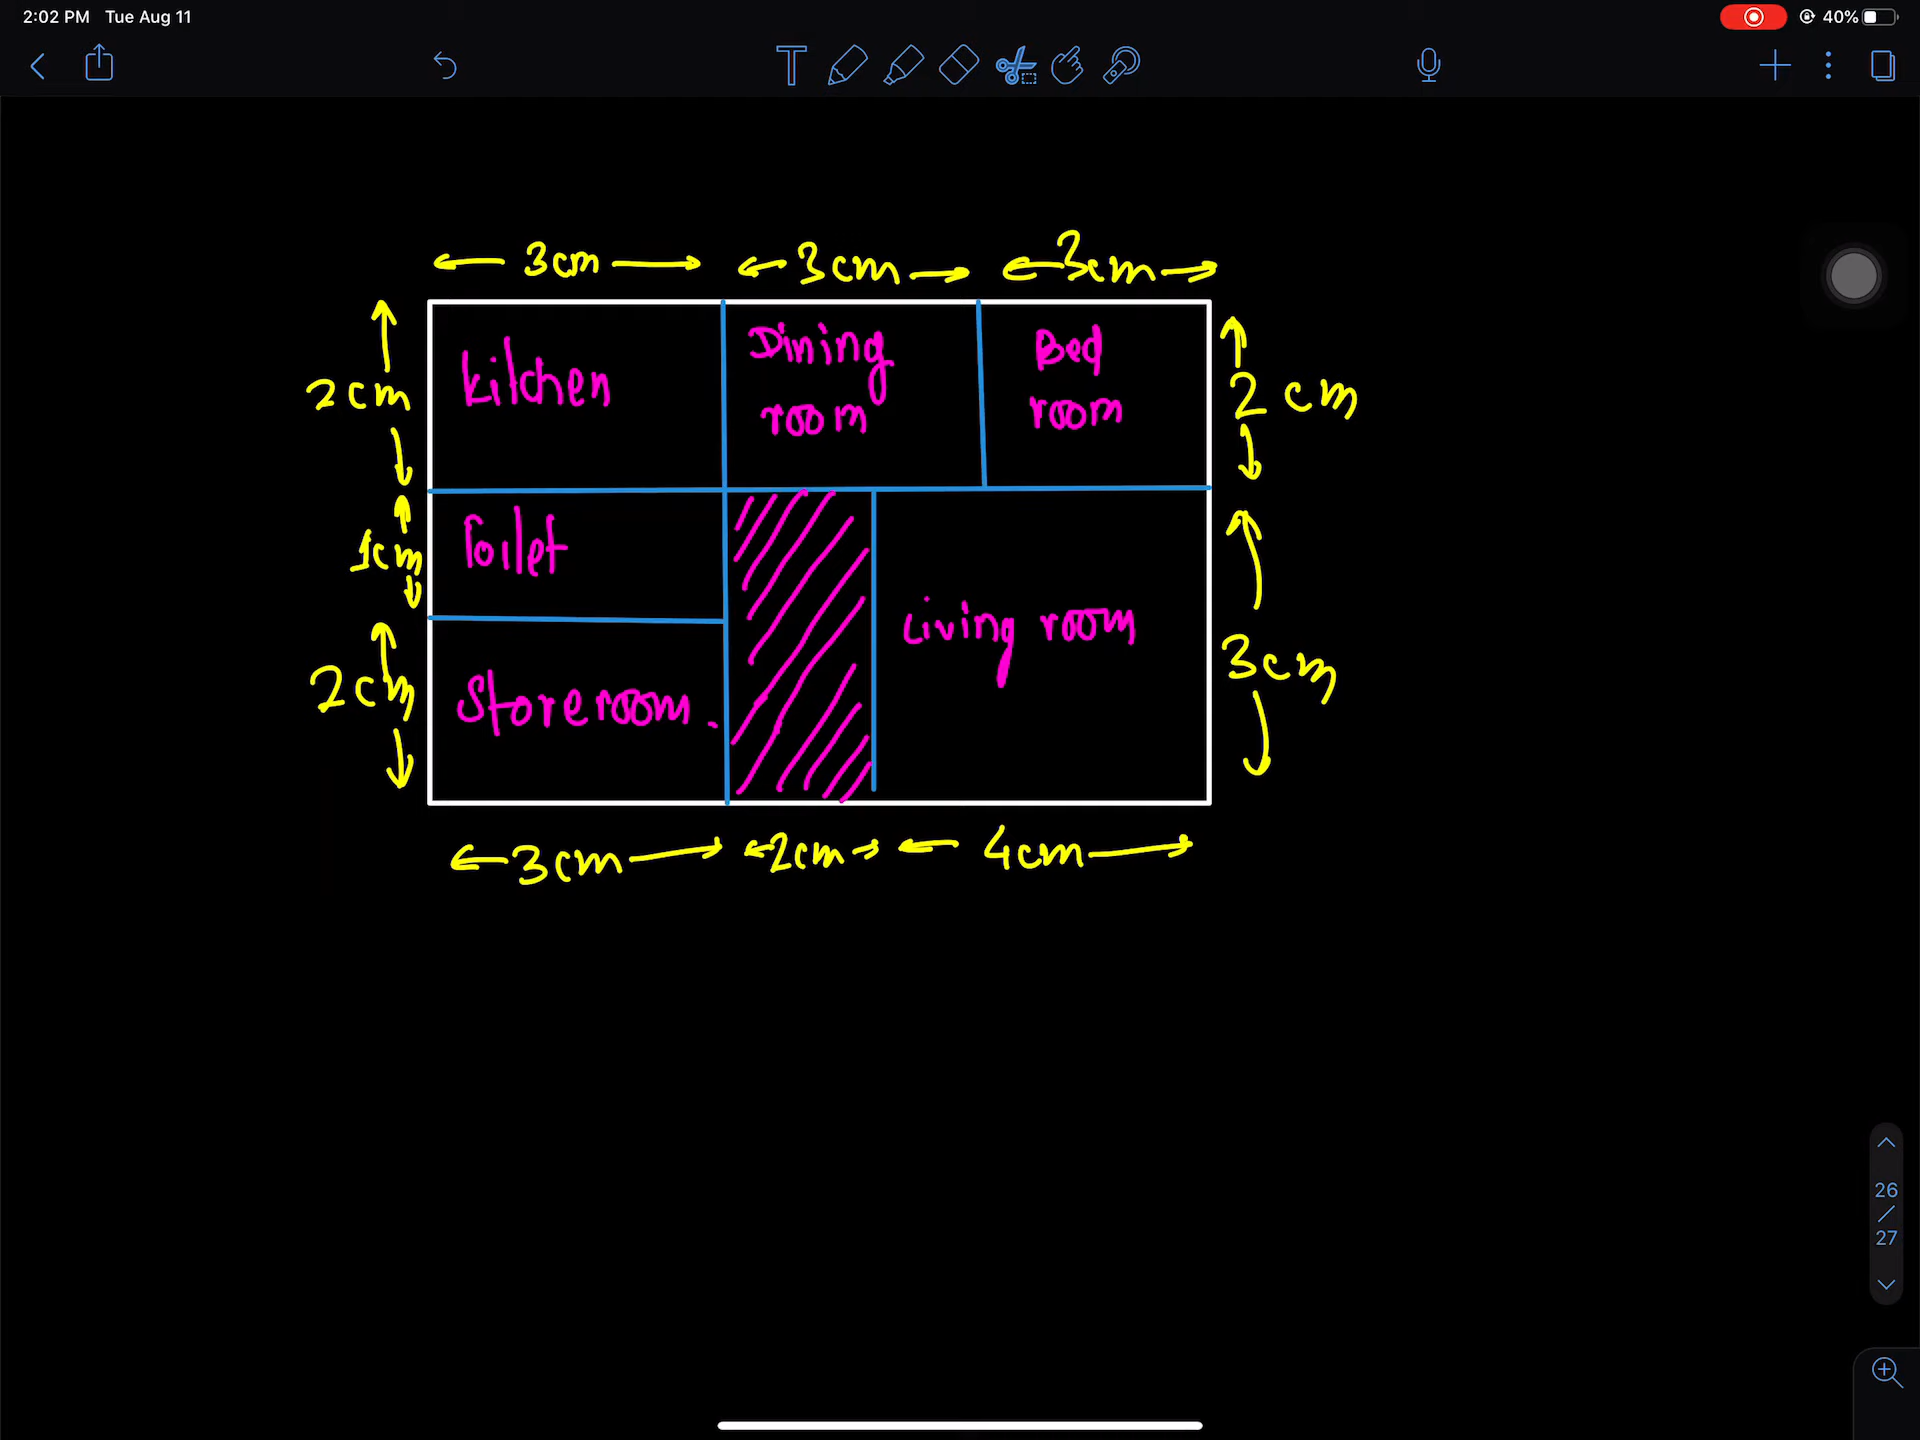 2:02 PM Tue Aug 11
40%
3cm 3cm 3cm
kitchen
Dining
room
Bed
room
2cm
2 cm
Toilet
1cm
Living room
3cm
2cm
Storeroom.
3cm 2cm 4cm
26
/
27